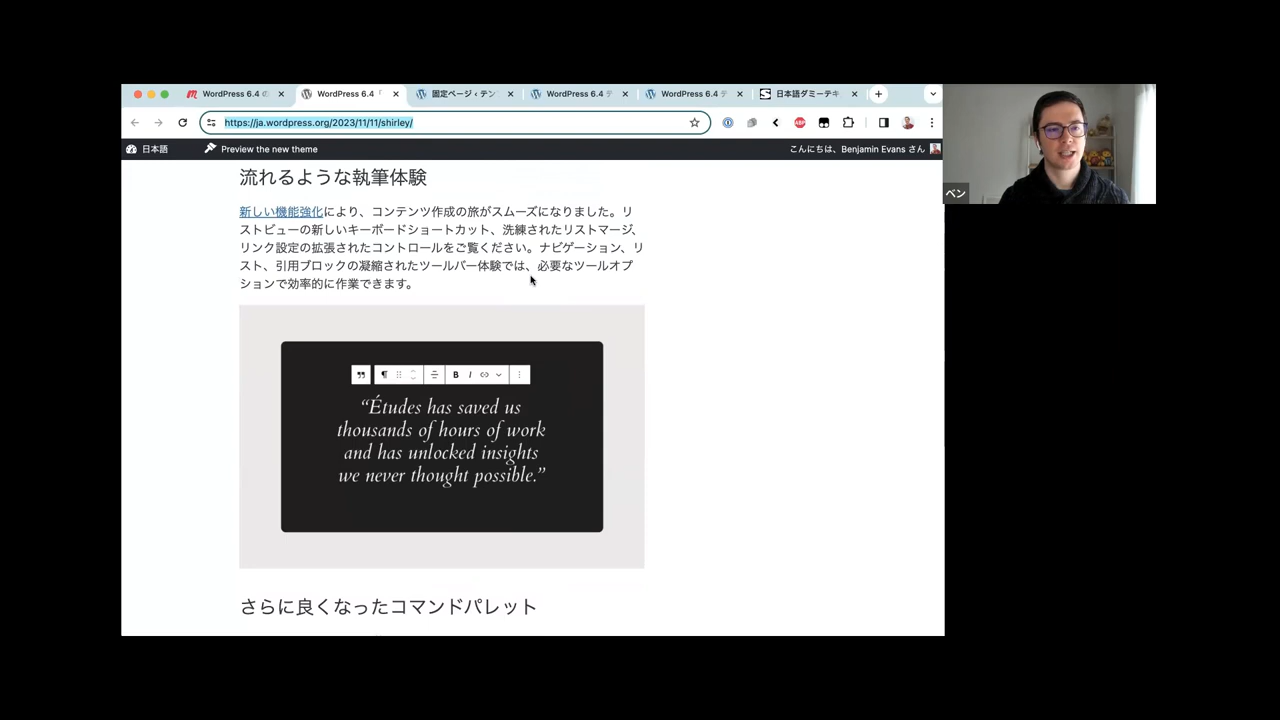 WordPress 6.4 の
WordPress 6.4「
固定ページ ‹ テン
WordPress 6.4 テ
WordPress 6.4 テ
日本語ダミーテキ
https://ja.wordpress.org/2023/11/11/shirley/
ABP
日本語
Preview the new theme
こんにちは、Benjamin Evans さん
ベン
流れるような執筆体験
新しい機能強化により、コンテンツ作成の旅がスムーズになりました。リ
ストビューの新しいキーボードショートカット、洗練されたリストマージ、
リンク設定の拡張されたコントロールをご覧ください。ナビゲーション、リ
スト、引用ブロックの凝縮されたツールバー体験では、必要なツールオプ
ションで効率的に作業できます。
B I
“Études has saved us
thousands of hours of work
and has unlocked insights
we never thought possible.”
さらに良くなったコマンドパレット